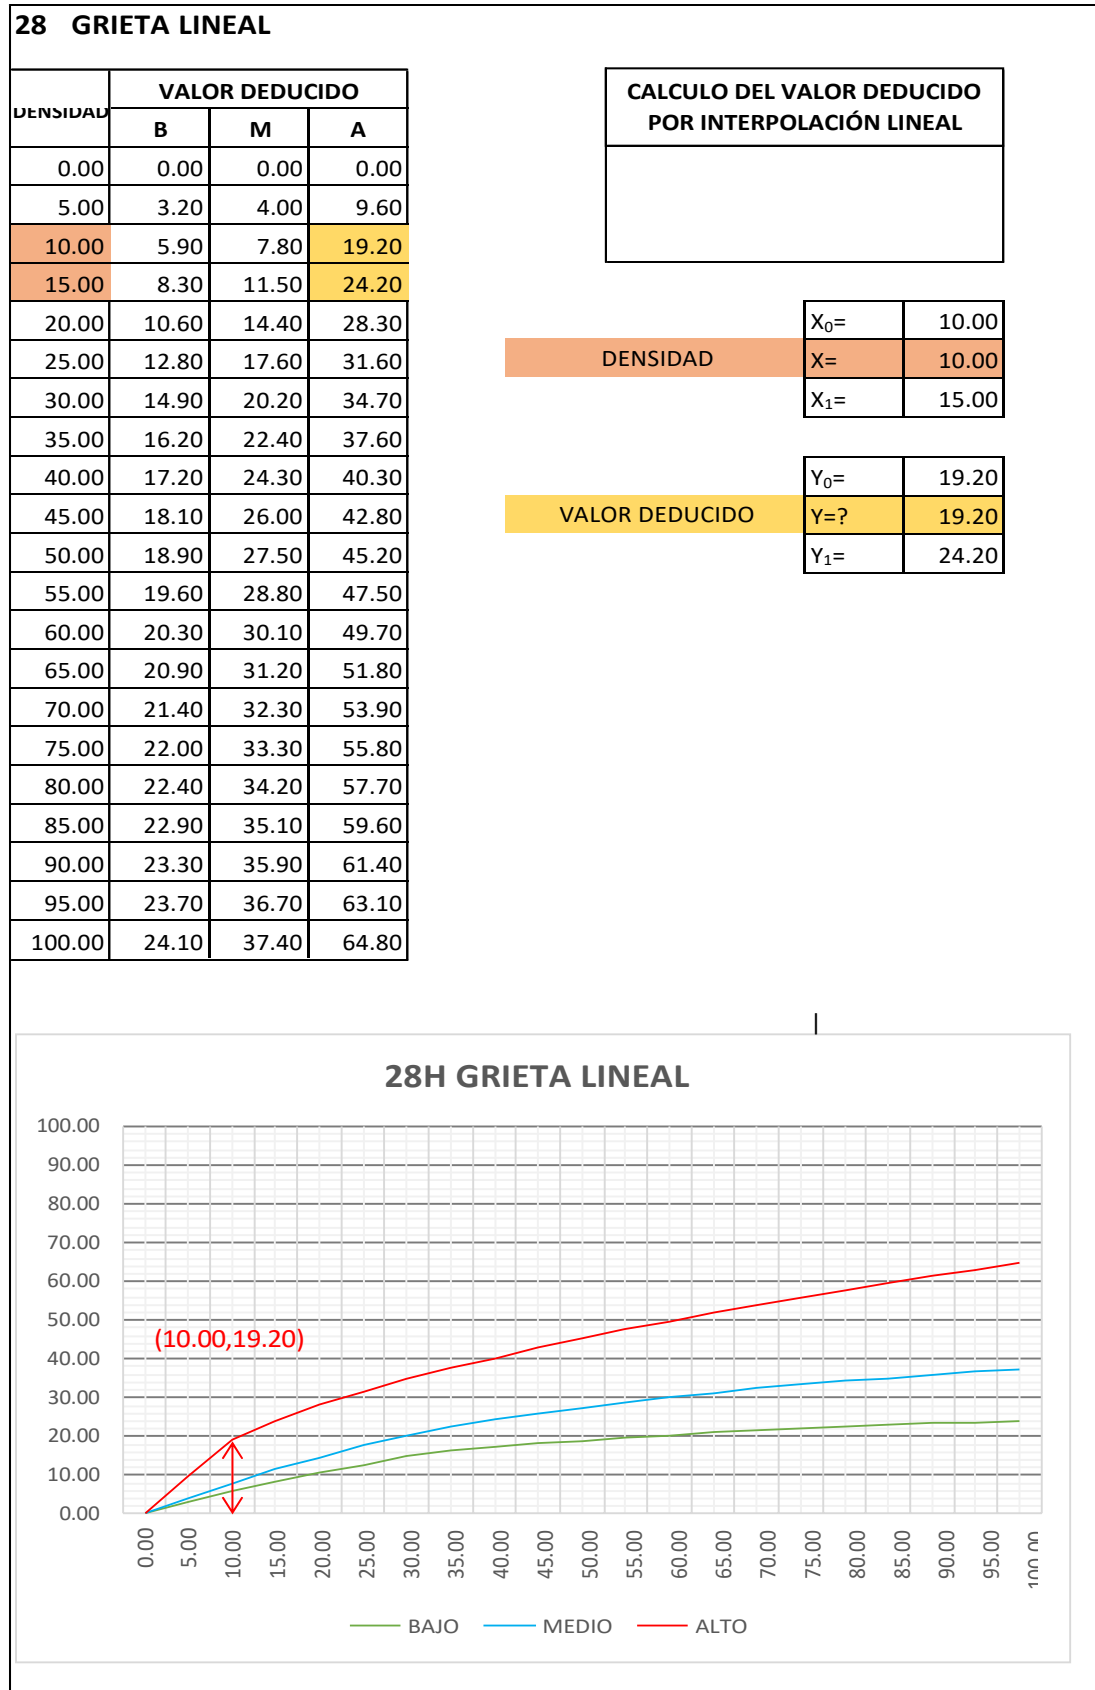 28 GRIETA LINEAL
DENSIDAD VALOR DEDUCIDO
B M A
0.00 0.00 0.00 0.00
5.00 3.20 4.00 9.60
10.00 5.90 7.80 19.20
15.00 8.30 11.50 24.20
20.00 10.60 14.40 28.30
25.00 12.80 17.60 31.60
30.00 14.90 20.20 34.70
35.00 16.20 22.40 37.60
40.00 17.20 24.30 40.30
45.00 18.10 26.00 42.80
50.00 18.90 27.50 45.20
55.00 19.60 28.80 47.50
60.00 20.30 30.10 49.70
65.00 20.90 31.20 51.80
70.00 21.40 32.30 53.90
75.00 22.00 33.30 55.80
80.00 22.40 34.20 57.70
85.00 22.90 35.10 59.60
90.00 23.30 35.90 61.40
95.00 23.70 36.70 63.10
100.00 24.10 37.40 64.80
CALCULO DEL VALOR DEDUCIDO
POR INTERPOLACIÓN LINEAL
X₀= 10.00
DENSIDAD X= 10.00
X₁= 15.00
Y₀= 19.20
VALOR DEDUCIDO Y=? 19.20
Y₁= 24.20
28H GRIETA LINEAL
100.00
90.00
80.00
70.00
60.00
50.00
40.00
30.00
20.00
10.00
0.00
(10.00,19.20)
0.00 5.00 10.00 15.00 20.00 25.00 30.00 35.00 40.00 45.00 50.00 55.00 60.00 65.00 70.00 75.00 80.00 85.00 90.00 95.00 100.00
BAJO MEDIO ALTO